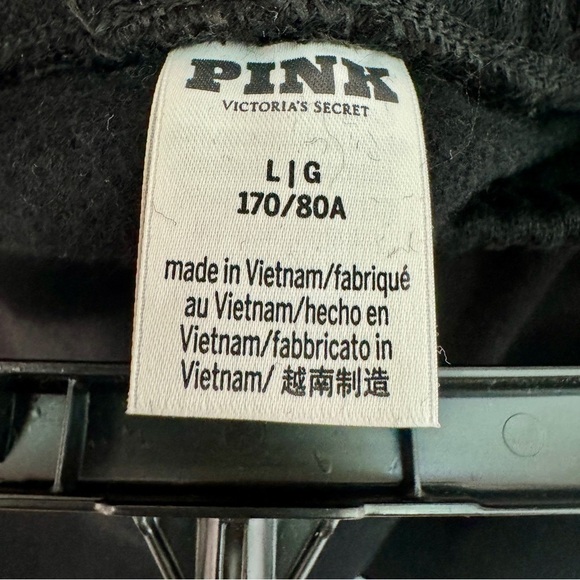 PINK
VICTORIA'S SECRET
L|G
170/80A
made in Vietnam/fabriqué
au Vietnam/hecho en
Vietnam/fabbricato in
Vietnam/ 越南制造